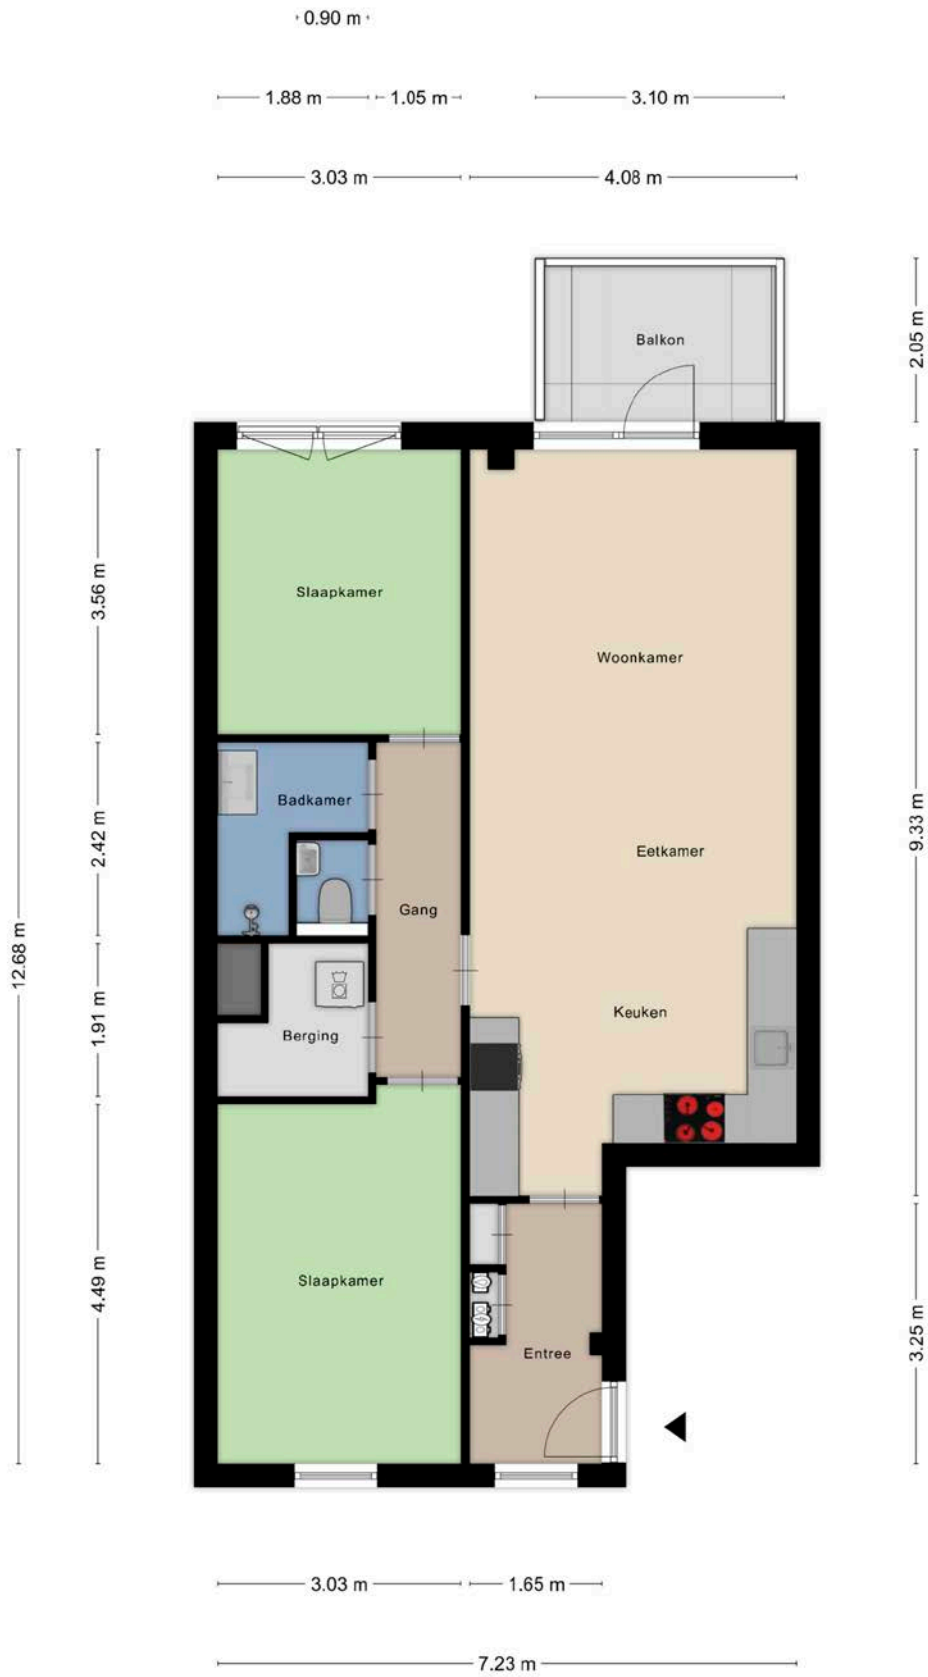 0.90 m
1.88 m
1.05 m
3.10 m
3.03 m
4.08 m
2.05 m
Balkon
3.56 m
Slaapkamer
Woonkamer
9.33 m
Badkamer
2.42 m
Eetkamer
Gang
12.68 m
1.91 m
Keuken
Berging
4.49 m
Slaapkamer
3.25 m
Entree
3.03 m
1.65 m
7.23 m